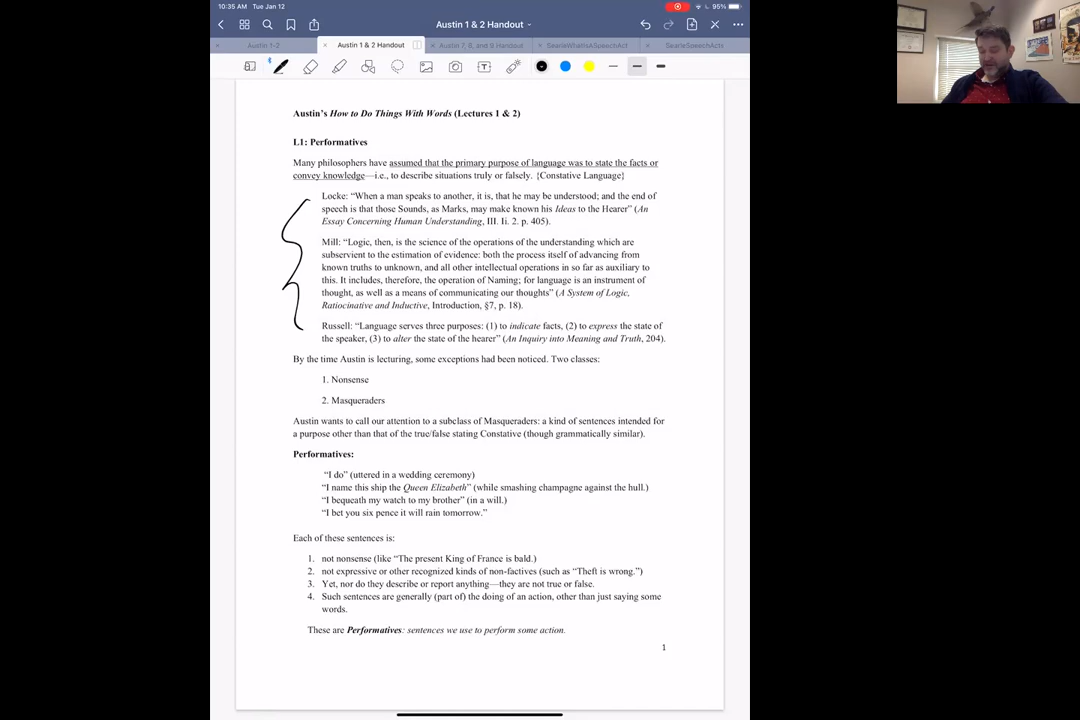 10:35 AM Tue Jan 12
95%
Austin 1 & 2 Handout
Austin 1-2
Austin 1 & 2 Handout
Austin 7, 8, and 9 Handout
SearleWhatIsASpeechAct
SearleSpeechActs
Austin's How to Do Things With Words (Lectures 1 & 2)
L1: Performatives
Many philosophers have assumed that the primary purpose of language was to state the facts or
convey knowledge—i.e., to describe situations truly or falsely. {Constative Language}
Locke: “When a man speaks to another, it is, that he may be understood; and the end of
speech is that those Sounds, as Marks, may make known his Ideas to the Hearer” (An
Essay Concerning Human Understanding, III. Ii. 2. p. 405).
Mill: “Logic, then, is the science of the operations of the understanding which are
subservient to the estimation of evidence: both the process itself of advancing from
known truths to unknown, and all other intellectual operations in so far as auxiliary to
this. It includes, therefore, the operation of Naming; for language is an instrument of
thought, as well as a means of communicating our thoughts” (A System of Logic,
Ratiocinative and Inductive, Introduction, §7, p. 18).
Russell: “Language serves three purposes: (1) to indicate facts, (2) to express the state of
the speaker, (3) to alter the state of the hearer” (An Inquiry into Meaning and Truth, 204).
By the time Austin is lecturing, some exceptions had been noticed. Two classes:
1. Nonsense
2. Masqueraders
Austin wants to call our attention to a subclass of Masqueraders: a kind of sentences intended for
a purpose other than that of the true/false stating Constative (though grammatically similar).
Performatives:
“I do” (uttered in a wedding ceremony)
“I name this ship the Queen Elizabeth” (while smashing champagne against the hull.)
“I bequeath my watch to my brother” (in a will.)
“I bet you six pence it will rain tomorrow.”
Each of these sentences is:
1. not nonsense (like “The present King of France is bald.)
2. not expressive or other recognized kinds of non-factives (such as “Theft is wrong.”)
3. Yet, nor do they describe or report anything—they are not true or false.
4. Such sentences are generally (part of) the doing of an action, other than just saying some
words.
These are Performatives: sentences we use to perform some action.
1